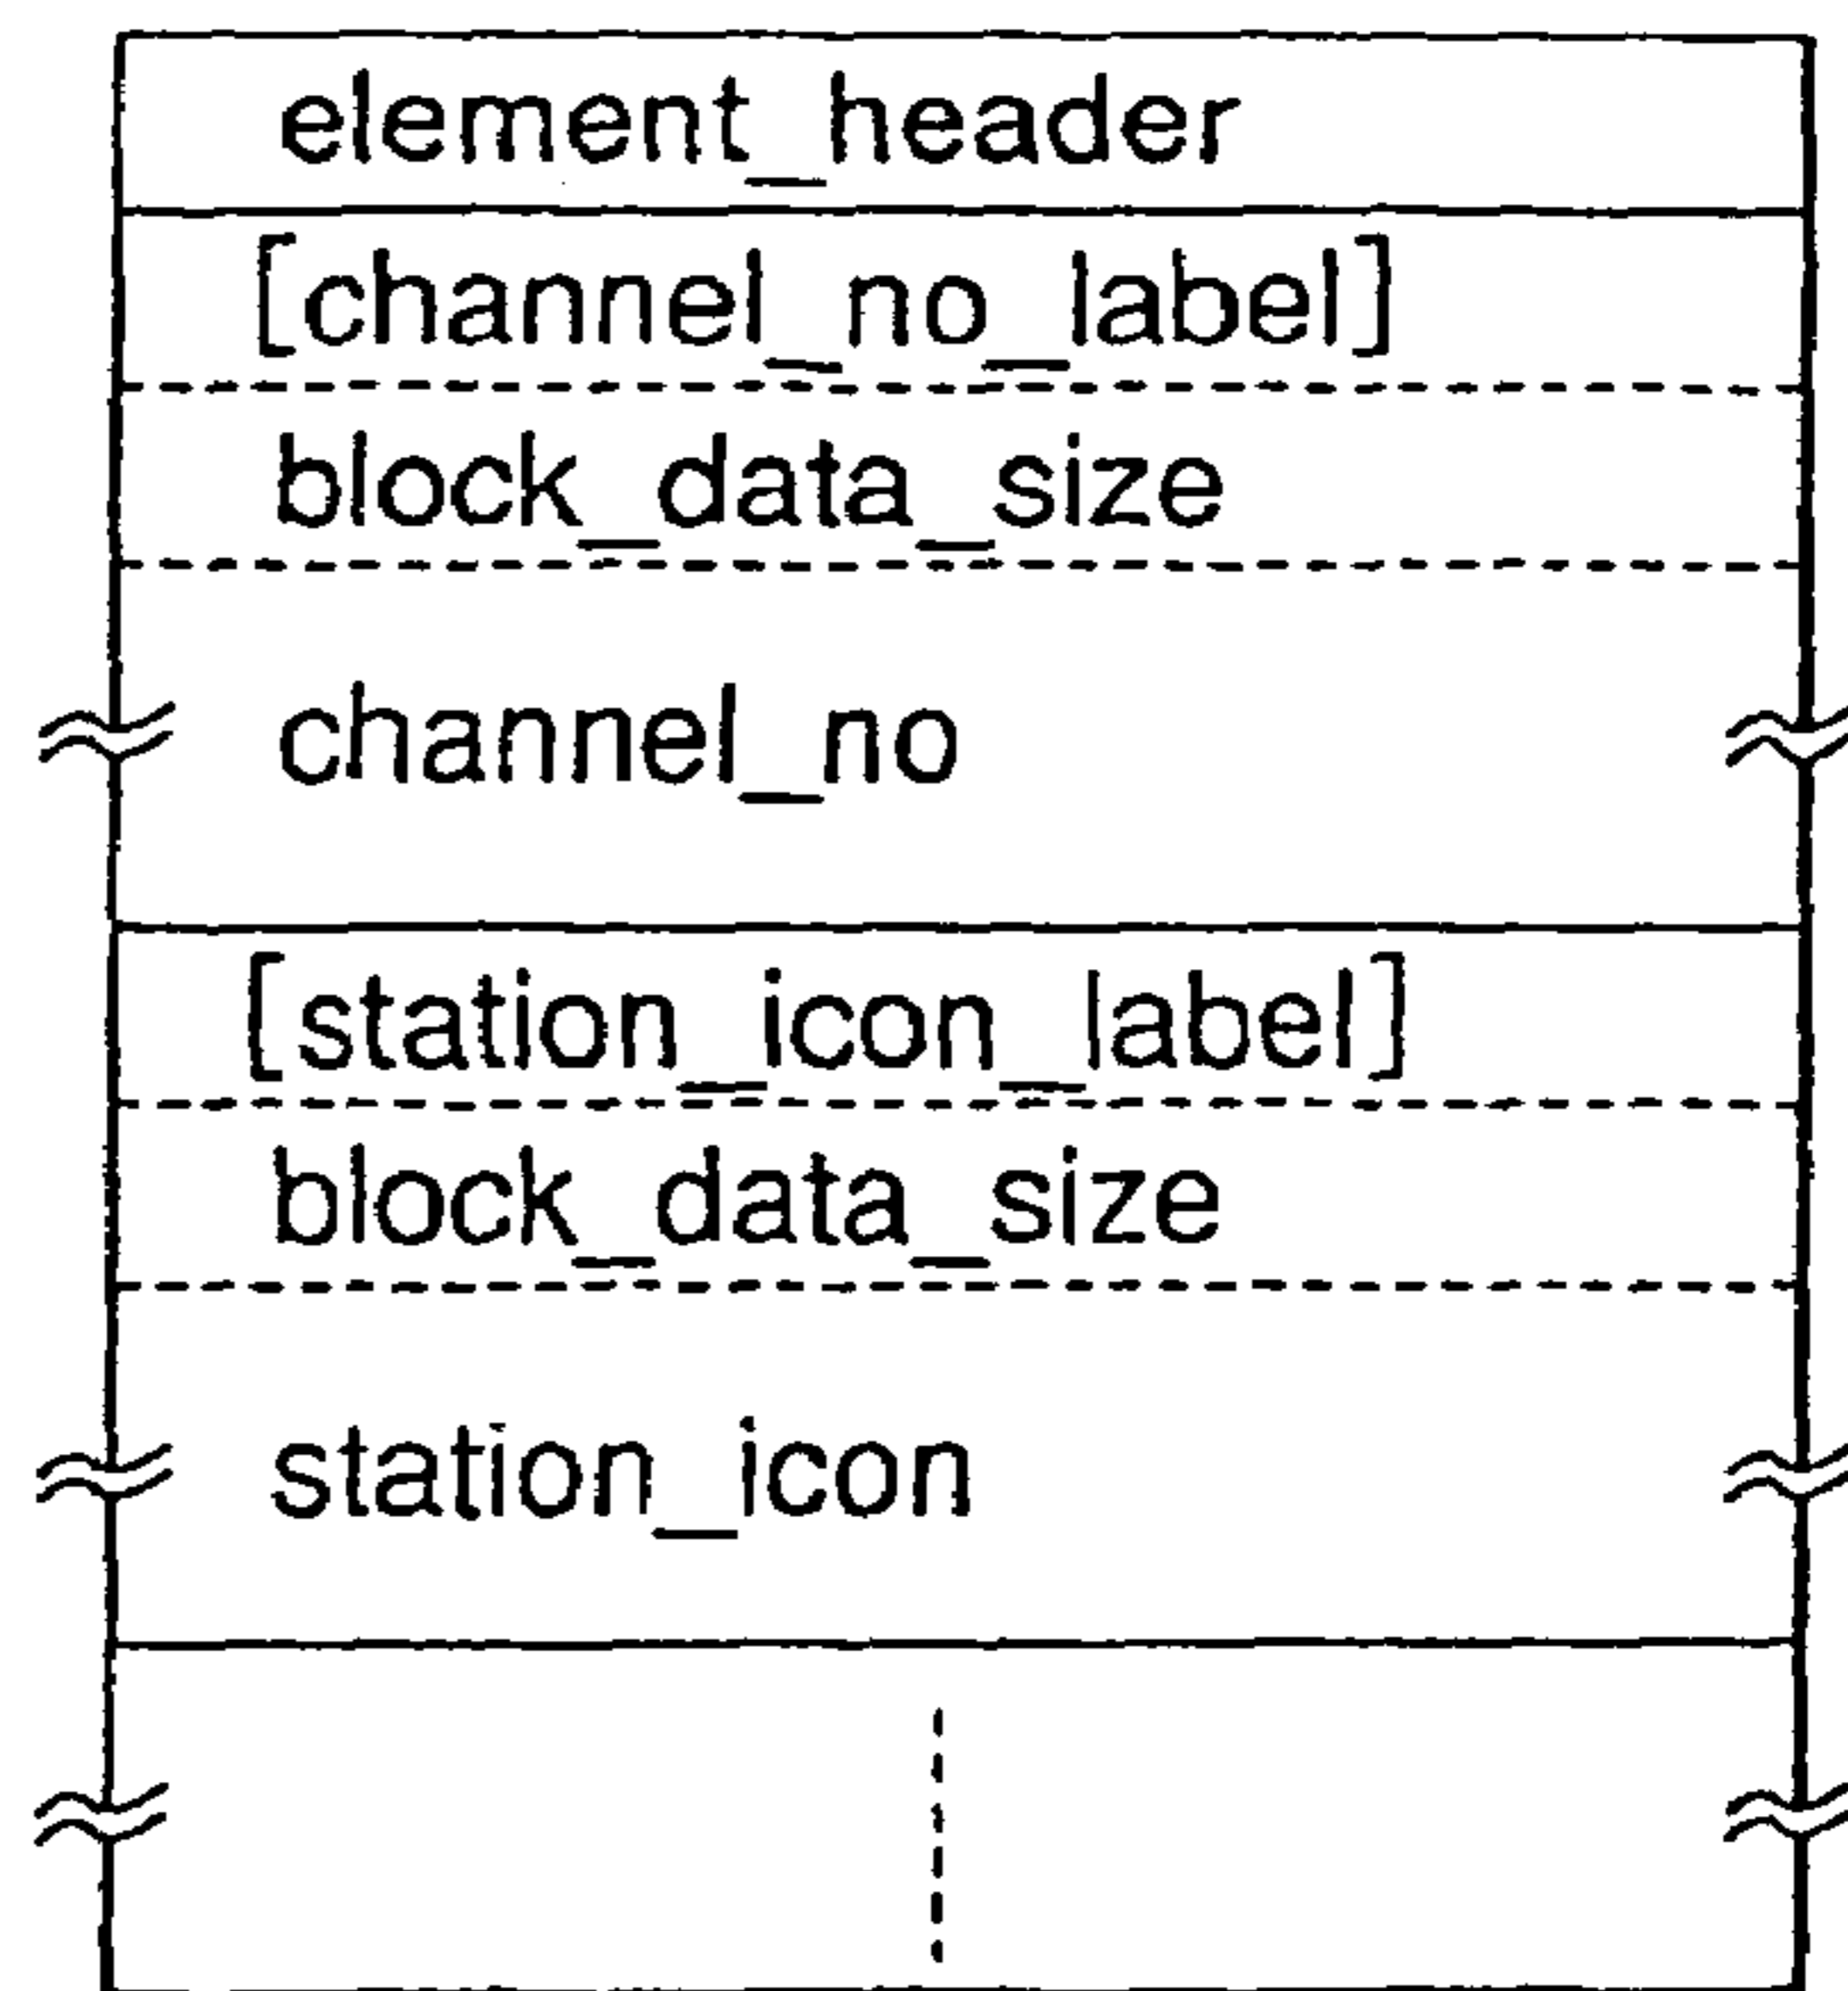 element_header
[channel_no_label]
block_data_size
channel_no
[station_icon_label]
block_data_size
station_icon